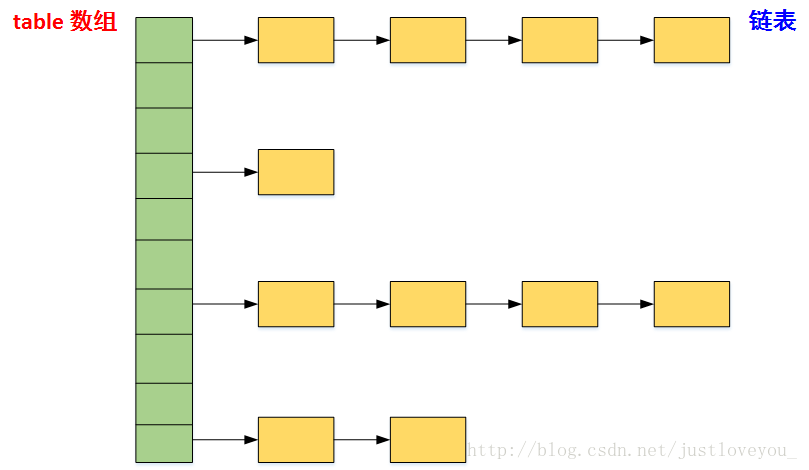 table 数组
链表
http://blog.csdn.net/justloveyou_